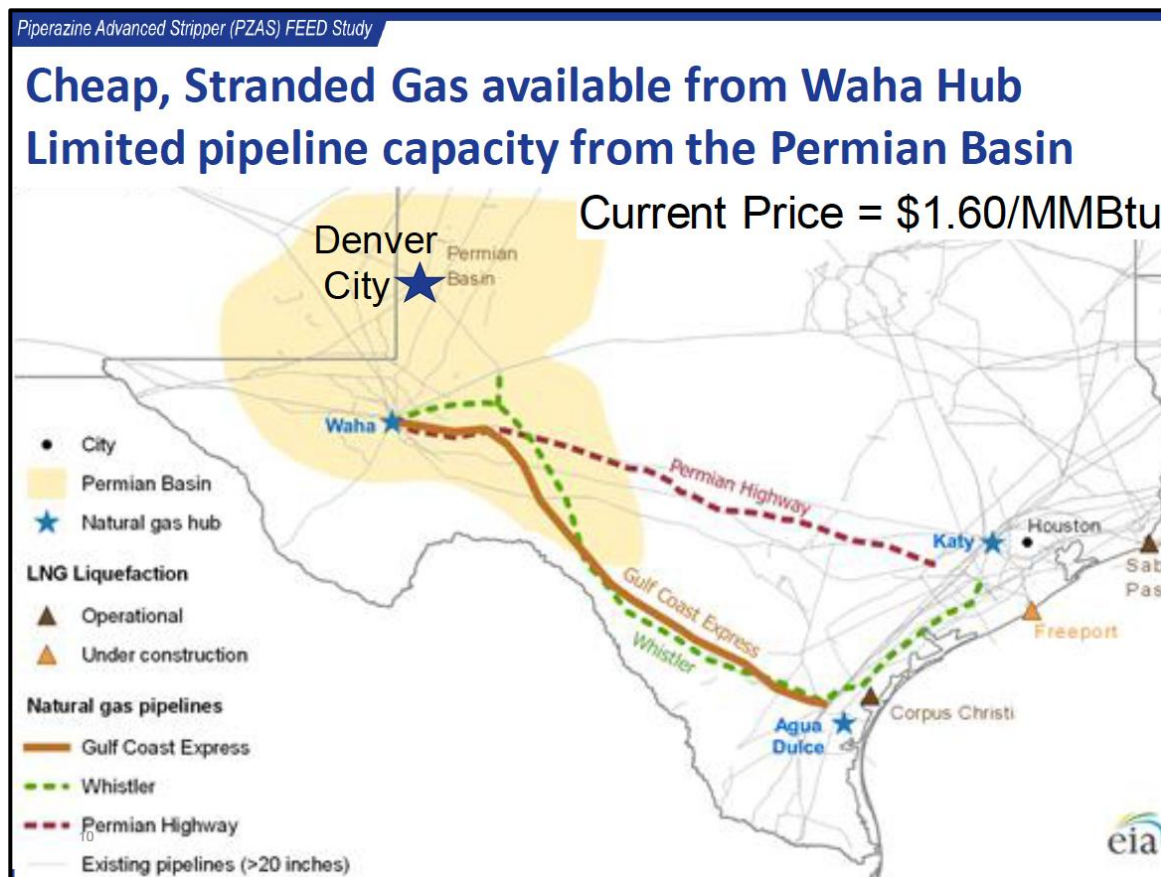 Piperazine Advanced Stripper (PZAS) FEED Study
Cheap, Stranded Gas available from Waha Hub
Limited pipeline capacity from the Permian Basin
Current Price = $1.60/MMBtu
Denver
City
Permian
Basin
Waha
Permian Highway
Katy
Houston
Sab
Pas
Freeport
Gulf Coast Express
Whistler
Corpus Christi
Agua
Dulce
City
Permian Basin
Natural gas hub
LNG Liquefaction
Operational
Under construction
Natural gas pipelines
Gulf Coast Express
Whistler
Permian Highway
10
Existing pipelines (>20 inches)
eia